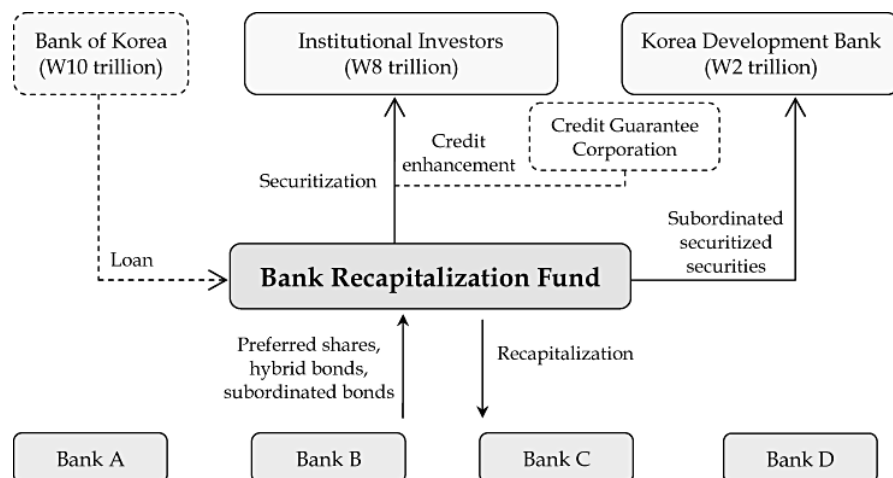 Bank of Korea
(W10 trillion)
Institutional Investors
(W8 trillion)
Korea Development Bank
(W2 trillion)
Credit Guarantee
Corporation
Credit
enhancement
Securitization
Subordinated
securitized
securities
Loan
Bank Recapitalization Fund
Preferred shares,
hybrid bonds,
subordinated bonds
Recapitalization
Bank A
Bank B
Bank C
Bank D